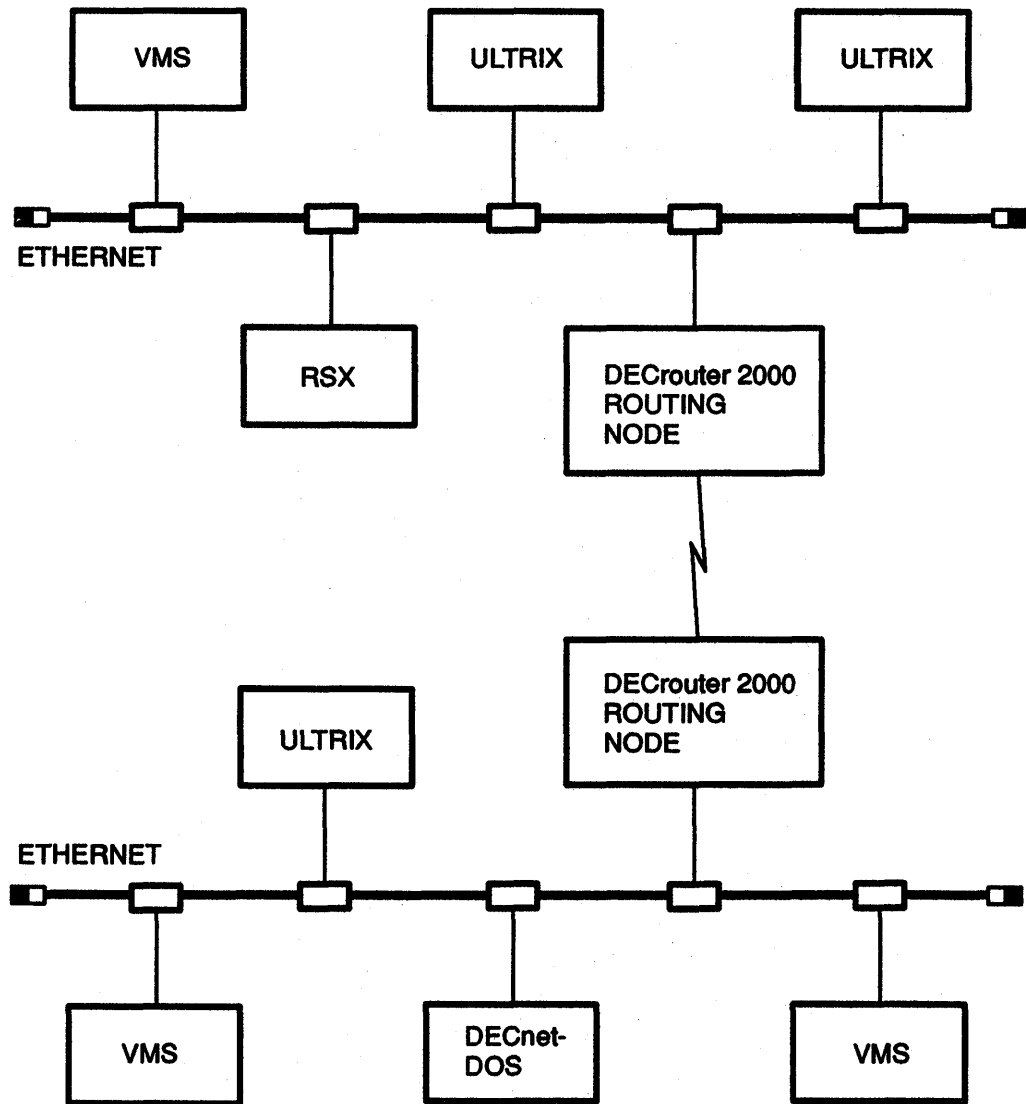 VMS
ULTRIX
ULTRIX
ETHERNET
RSX
DECrouter 2000
ROUTING
NODE
DECrouter 2000
ROUTING
NODE
ULTRIX
ETHERNET
VMS
DECnet-
DOS
VMS